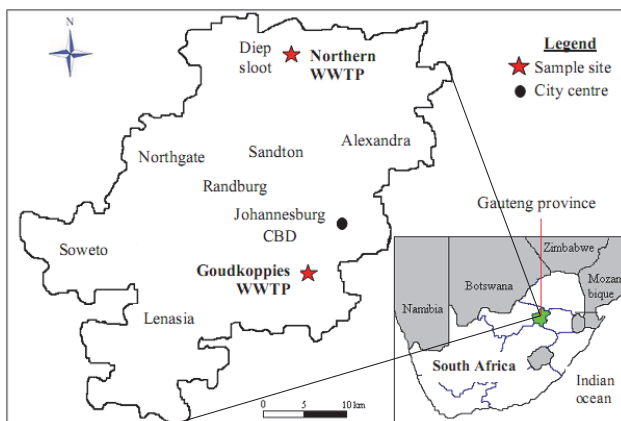 N
Diep
sloot
Northern
WWTP
Legend
Sample site
City centre
Northgate
Sandton
Alexandra
Randburg
Johannesburg
CBD
Soweto
Goudkoppies
WWTP
Lenasia
0 5 10 km
Gauteng province
Zimbabwe
Mozam
bique
Botswana
Namibia
South Africa
Indian
ocean